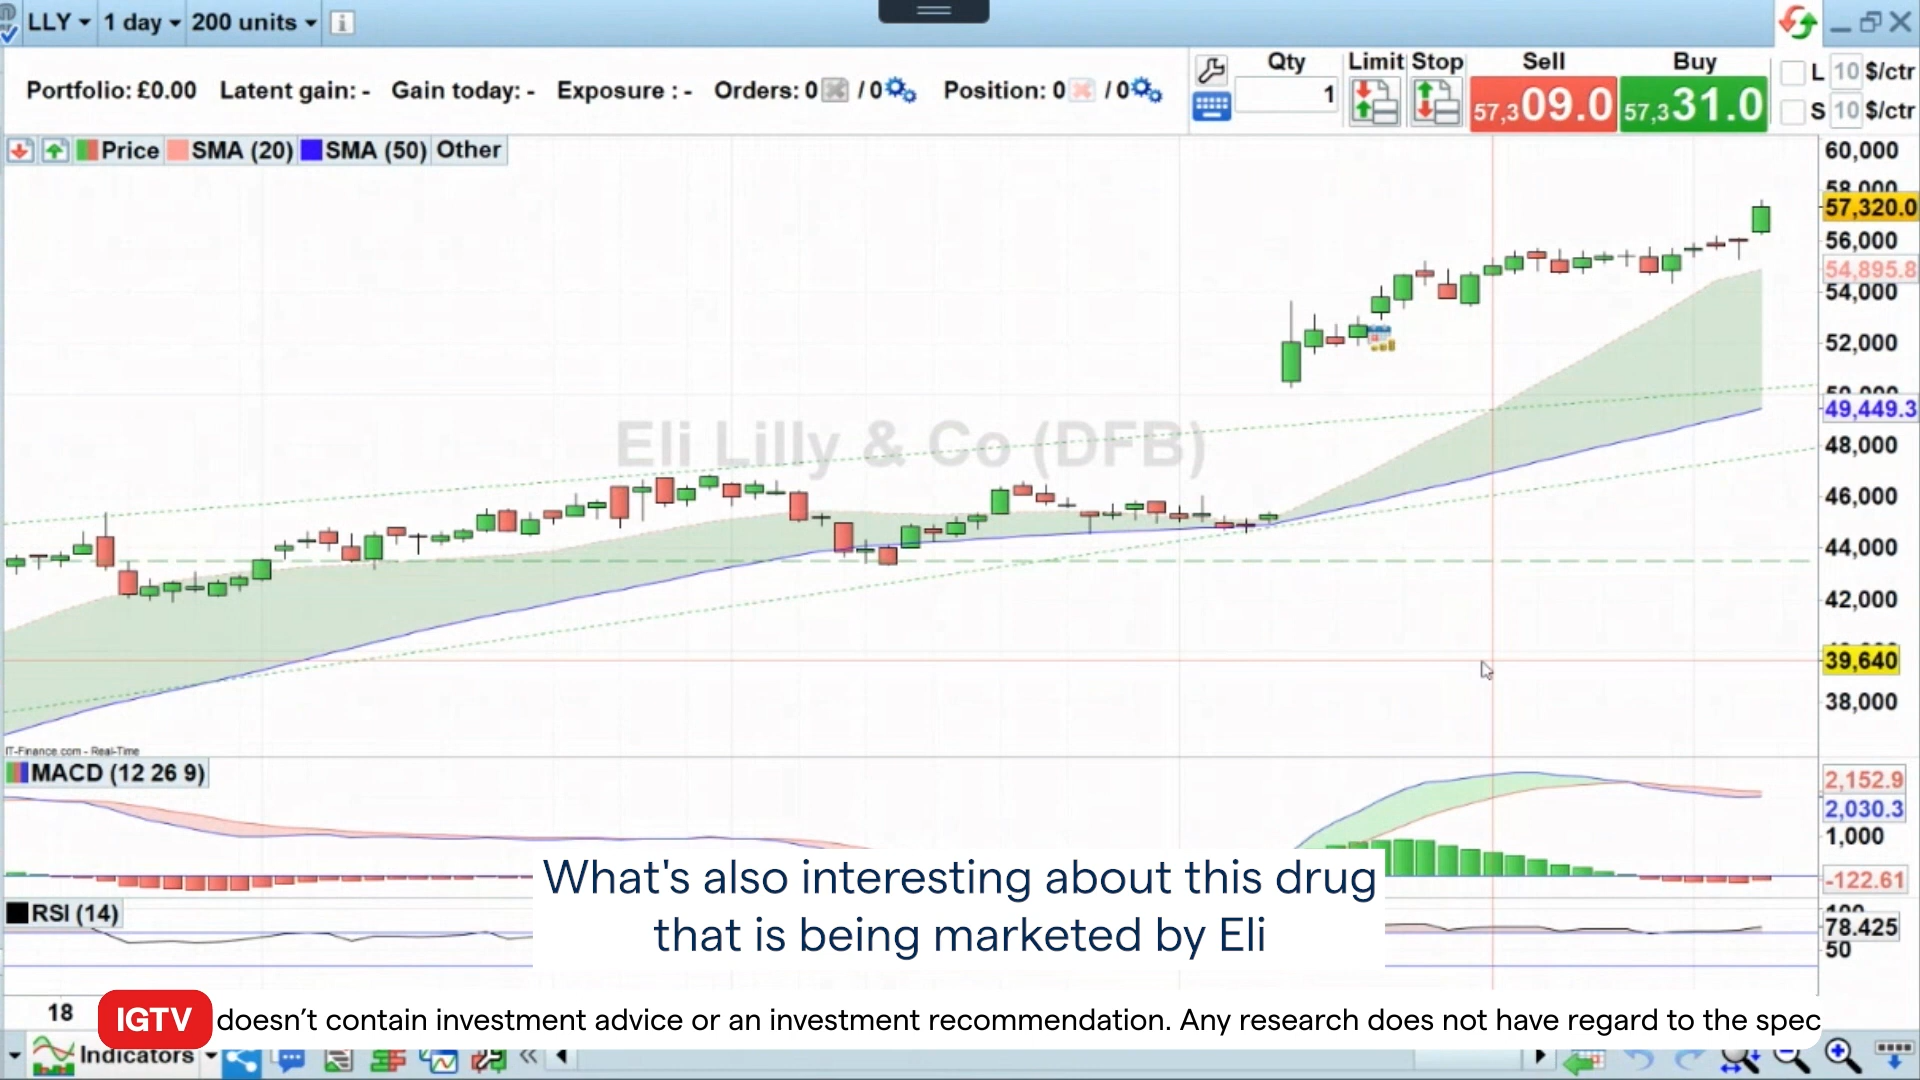 LLY 1 day 200 units
Portfolio: £0.00 Latent gain: - Gain today: - Exposure : - Orders: 0 / 0 Position: 0 / 0
Qty Limit Stop Sell Buy
1 57,309.0 57,331.0
L 10 $/ctr
S 10 $/ctr
Price SMA (20) SMA (50) Other
60,000
58,000
57,320.0
56,000
54,895.8
54,000
52,000
50,000
49,449.3
48,000
46,000
44,000
42,000
39,640
38,000
Eli Lilly & Co (DFB)
IT-Finance.com - Real-Time
MACD (12 26 9)
2,152.9
2,030.3
1,000
-122.61
RSI (14)
100
78.425
50
What's also interesting about this drug
that is being marketed by Eli
18
IGTV doesn’t contain investment advice or an investment recommendation. Any research does not have regard to the spec
Indicators